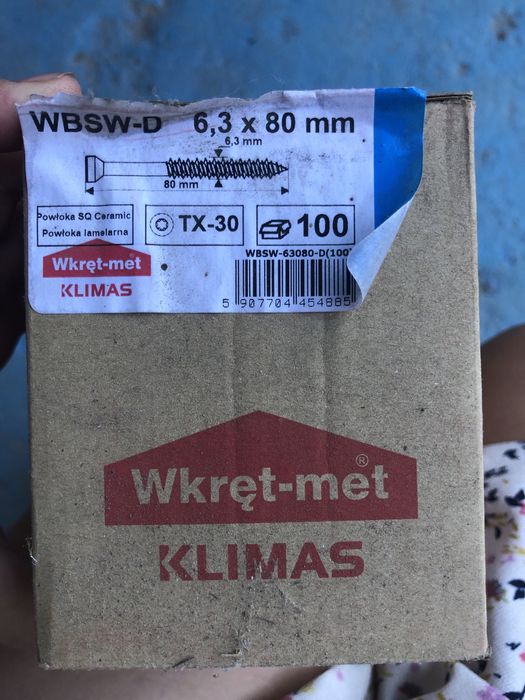 WBSW-D 6,3 x 80 mm
6,3 mm
80 mm
Powłoka SQ Ceramic
Powłoka lamelarna
TX-30
100
WBSW-63080-D(100)
Wkręt-met
KLIMAS
5 907704 454885
Wkręt-met®
KLIMAS